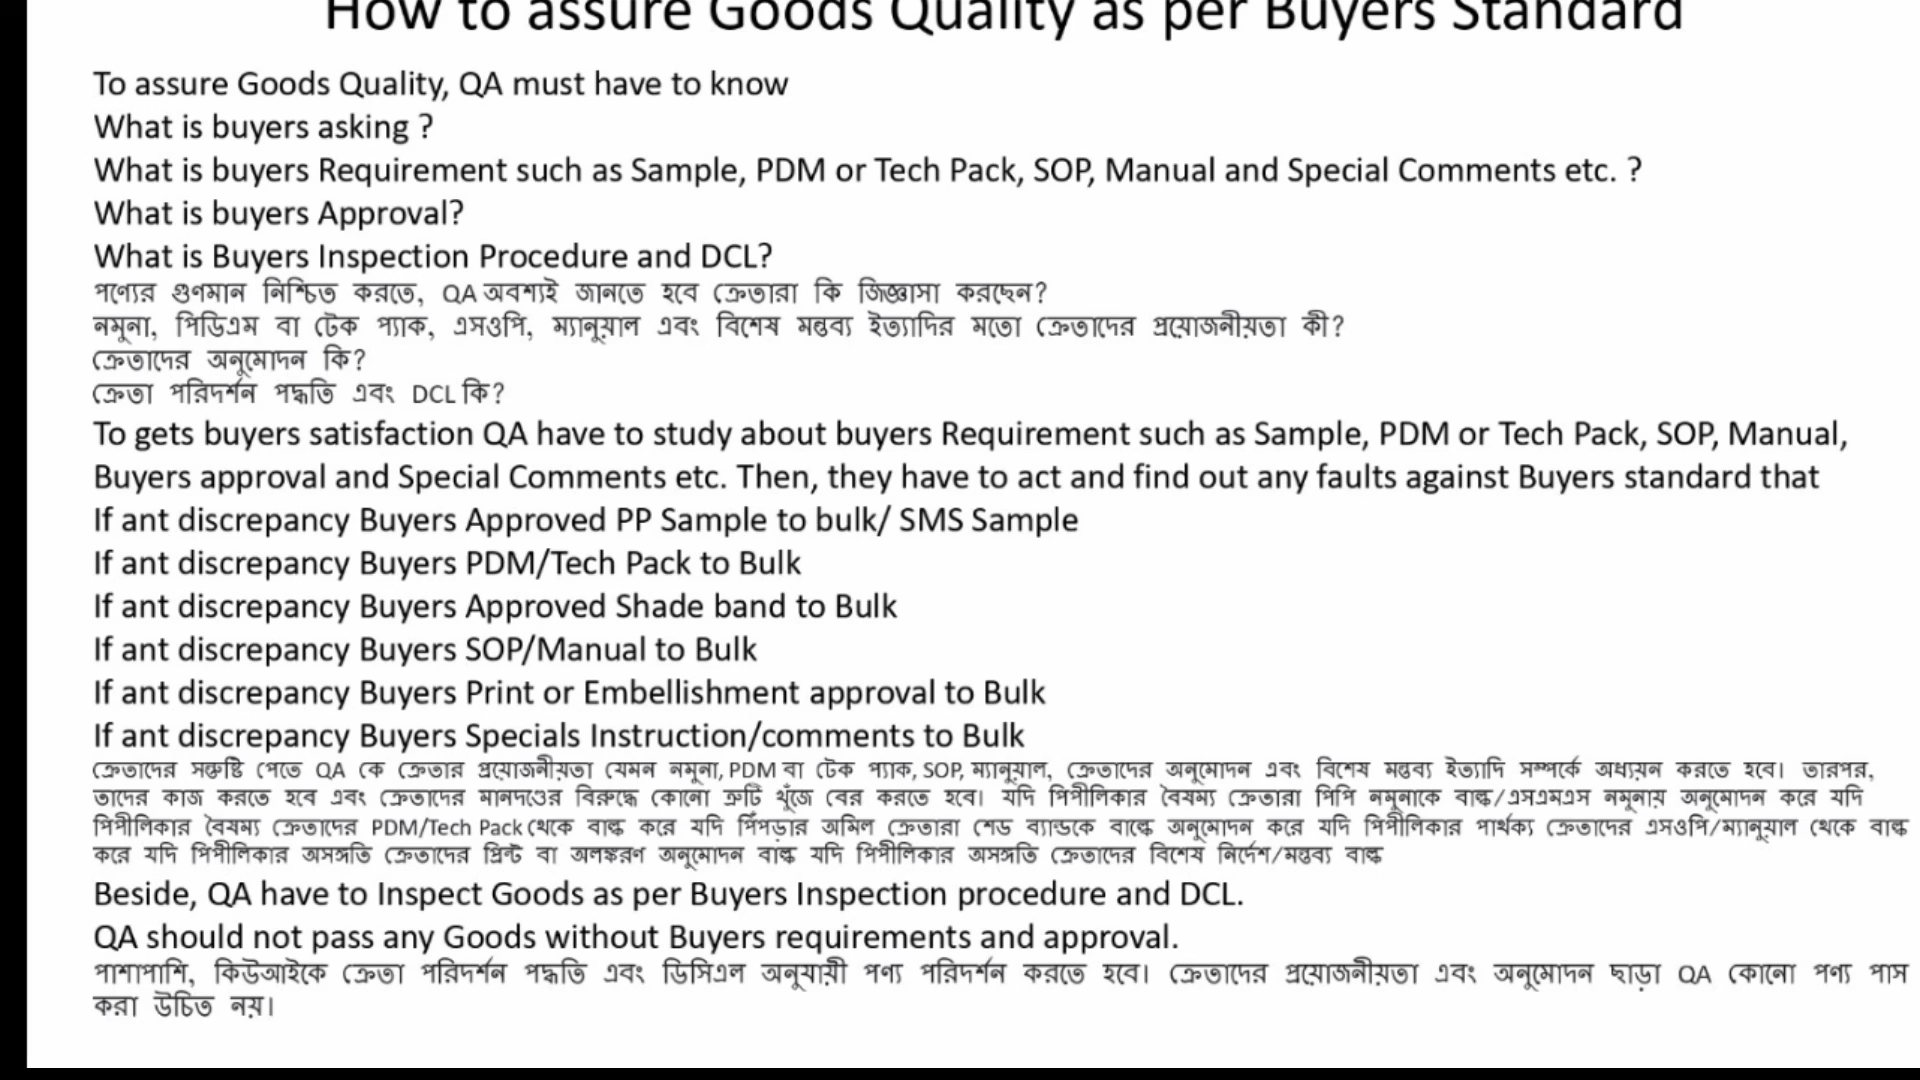 How to assure Goods Quality as per Buyers Standard
To assure Goods Quality, QA must have to know
What is buyers asking ?
What is buyers Requirement such as Sample, PDM or Tech Pack, SOP, Manual and Special Comments etc. ?
What is buyers Approval?
What is Buyers Inspection Procedure and DCL?
পণ্যের গুণমান নিশ্চিত করতে, QA অবশ্যই জানতে হবে ক্রেতারা কি জিজ্ঞাসা করছেন?
নমুনা, পিডিএম বা টেক প্যাক, এসওপি, ম্যানুয়াল এবং বিশেষ মন্তব্য ইত্যাদির মতো ক্রেতাদের প্রয়োজনীয়তা কী?
ক্রেতাদের অনুমোদন কি?
ক্রেতা পরিদর্শন পদ্ধতি এবং DCL কি?
To gets buyers satisfaction QA have to study about buyers Requirement such as Sample, PDM or Tech Pack, SOP, Manual,
Buyers approval and Special Comments etc. Then, they have to act and find out any faults against Buyers standard that
If ant discrepancy Buyers Approved PP Sample to bulk/ SMS Sample
If ant discrepancy Buyers PDM/Tech Pack to Bulk
If ant discrepancy Buyers Approved Shade band to Bulk
If ant discrepancy Buyers SOP/Manual to Bulk
If ant discrepancy Buyers Print or Embellishment approval to Bulk
If ant discrepancy Buyers Specials Instruction/comments to Bulk
ক্রেতাদের সন্তুষ্টি পেতে QA কে ক্রেতার প্রয়োজনীয়তা যেমন নমুনা, PDM বা টেক প্যাক, SOP, ম্যানুয়াল, ক্রেতাদের অনুমোদন এবং বিশেষ মন্তব্য ইত্যাদি সম্পর্কে অধ্যয়ন করতে হবে। তারপর,
তাদের কাজ করতে হবে এবং ক্রেতাদের মানদণ্ডের বিরুদ্ধে কোনো ত্রুটি খুঁজে বের করতে হবে। যদি পিপীলিকার বৈষম্য ক্রেতারা পিপি নমুনাকে বাল্ক/এসএমএস নমুনায় অনুমোদন করে যদি
পিপীলিকার বৈষম্য ক্রেতাদের PDM/Tech Pack থেকে বাল্ক করে যদি পিঁপড়ার অমিল ক্রেতারা শেড ব্যান্ডকে বাল্কে অনুমোদন করে যদি পিপীলিকার পার্থক্য ক্রেতাদের এসওপি/ম্যানুয়াল থেকে বাল্ক
করে যদি পিপীলিকার অসঙ্গতি ক্রেতাদের প্রিন্ট বা অলঙ্করণ অনুমোদন বাল্ক যদি পিপীলিকার অসঙ্গতি ক্রেতাদের বিশেষ নির্দেশ/মন্তব্য বাল্ক
Beside, QA have to Inspect Goods as per Buyers Inspection procedure and DCL.
QA should not pass any Goods without Buyers requirements and approval.
পাশাপাশি, কিউআইকে ক্রেতা পরিদর্শন পদ্ধতি এবং ডিসিএল অনুযায়ী পণ্য পরিদর্শন করতে হবে। ক্রেতাদের প্রয়োজনীয়তা এবং অনুমোদন ছাড়া QA কোনো পণ্য পাস
করা উচিত নয়।